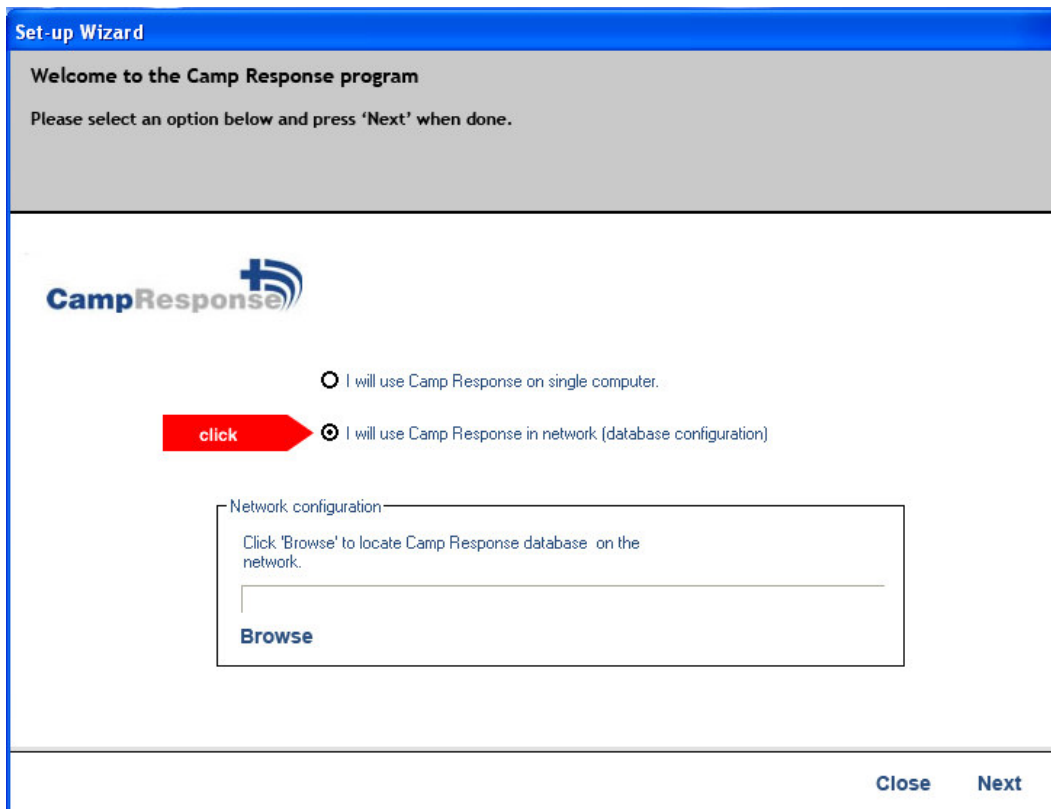 Set-up Wizard
Welcome to the Camp Response program
Please select an option below and press ‘Next’ when done.
CampResponse
I will use Camp Response on single computer.
click
I will use Camp Response in network (database configuration)
Network configuration
Click 'Browse' to locate Camp Response database on the
network.
Browse
Close Next